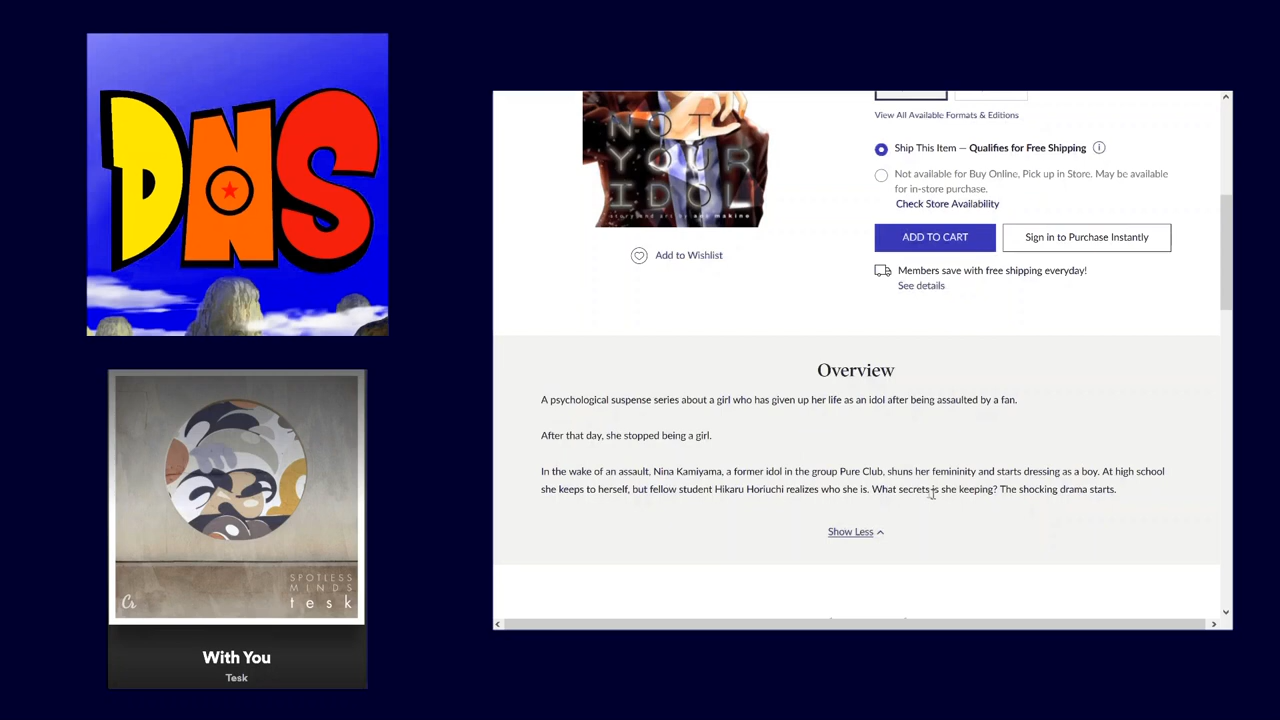 DNS
SPOTLESS
MINDS
tesk
Cr
With You
Tesk
NOT
YOUR
IDOL
story and art by aoi makino
Add to Wishlist
View All Available Formats & Editions
Ship This Item — Qualifies for Free Shipping
Not available for Buy Online, Pick up in Store. May be available
for in-store purchase.
Check Store Availability
ADD TO CART
Sign in to Purchase Instantly
Members save with free shipping everyday!
See details
Overview
A psychological suspense series about a girl who has given up her life as an idol after being assaulted by a fan.
After that day, she stopped being a girl.
In the wake of an assault, Nina Kamiyama, a former idol in the group Pure Club, shuns her femininity and starts dressing as a boy. At high school
she keeps to herself, but fellow student Hikaru Horiuchi realizes who she is. What secrets is she keeping? The shocking drama starts.
Show Less